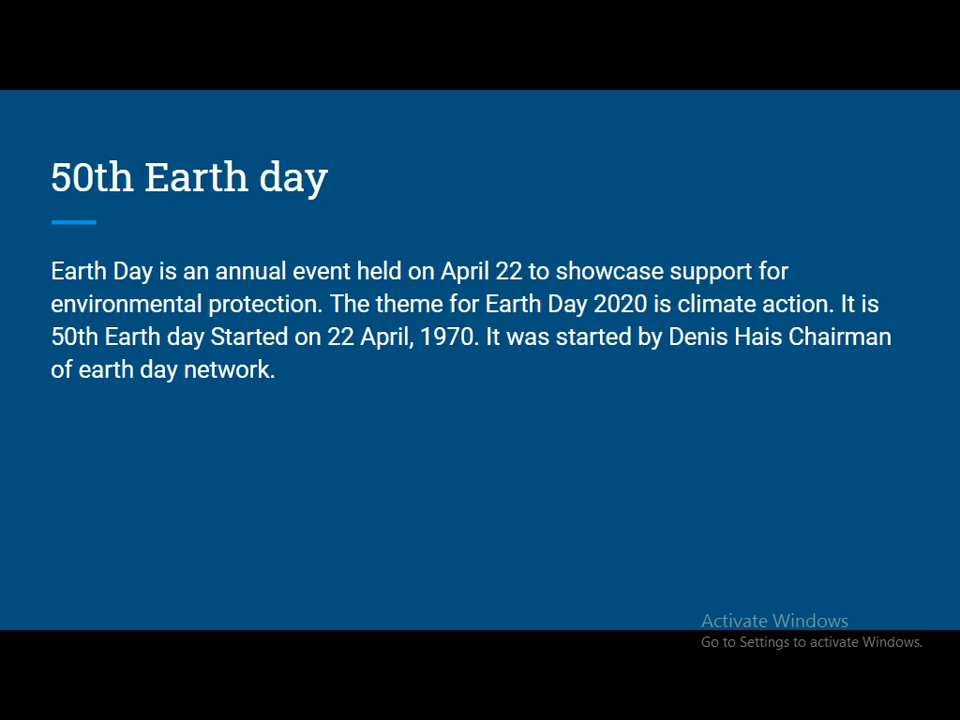 50th Earth day
Earth Day is an annual event held on April 22 to showcase support for
environmental protection. The theme for Earth Day 2020 is climate action. It is
50th Earth day Started on 22 April, 1970. It was started by Denis Hais Chairman
of earth day network.
Activate Windows
Go to Settings to activate Windows.